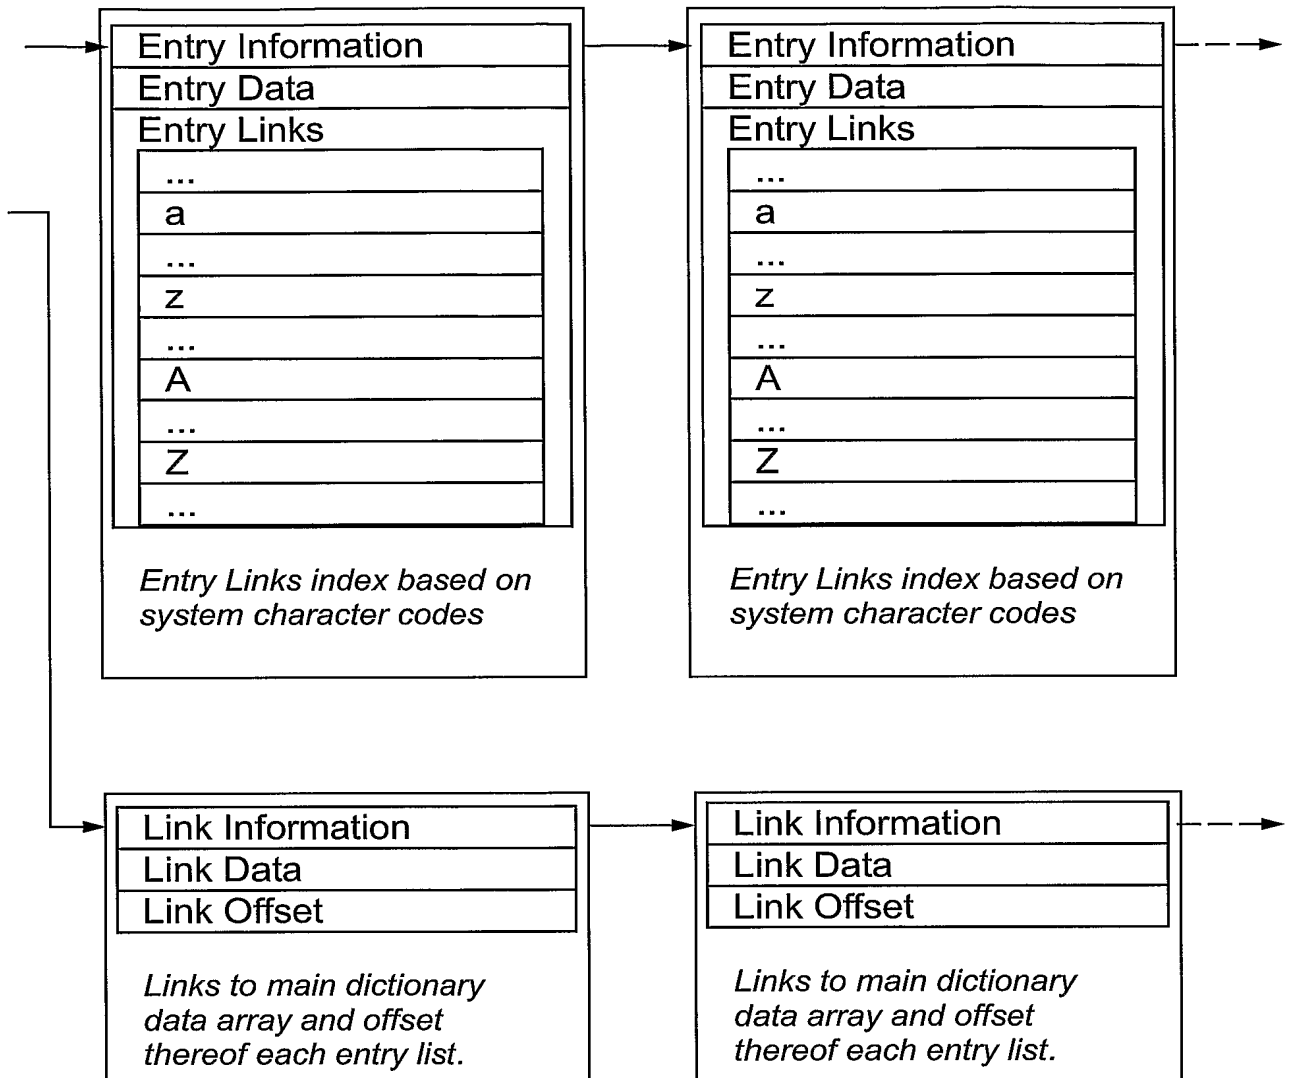 Entry Information
Entry Data
Entry Links
...
a
...
z
...
A
...
Z
...
Entry Links index based on
system character codes
Entry Information
Entry Data
Entry Links
...
a
...
z
...
A
...
Z
...
Entry Links index based on
system character codes
Link Information
Link Data
Link Offset
Links to main dictionary
data array and offset
thereof each entry list.
Link Information
Link Data
Link Offset
Links to main dictionary
data array and offset
thereof each entry list.